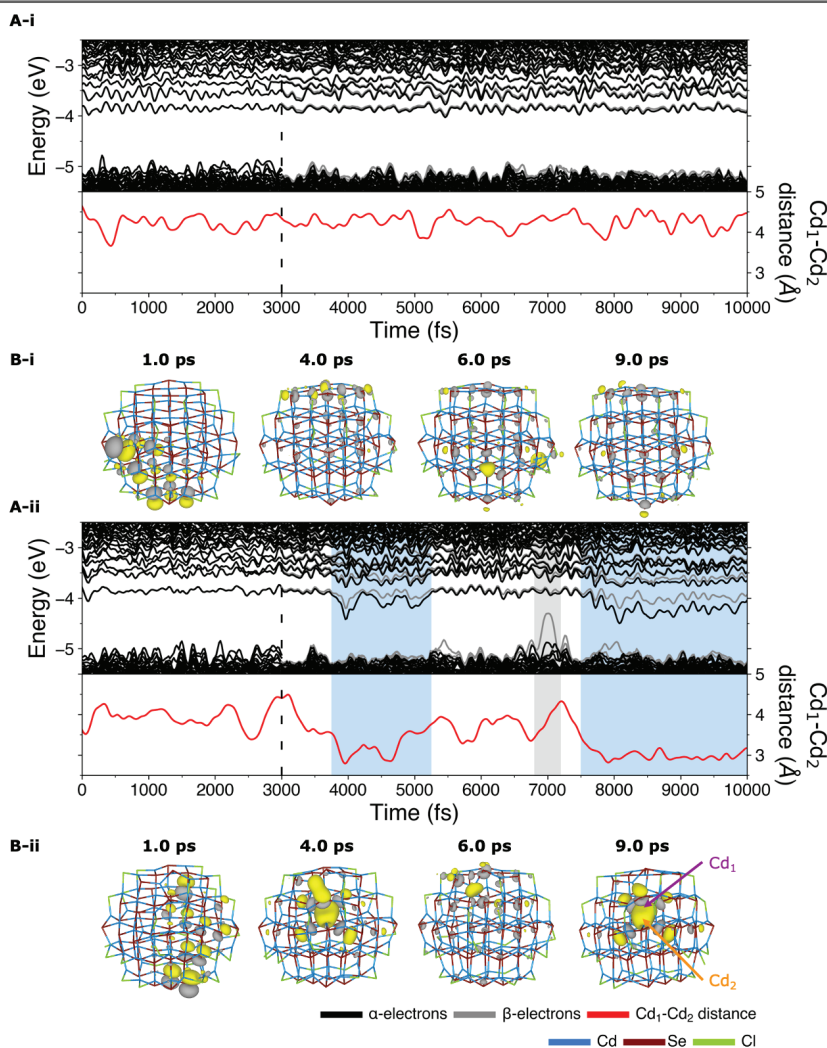 A-i
Energy (eV)
−3
−4
−5
5
4
3
Cd₁-Cd₂
distance (Å)
0 1000 2000 3000 4000 5000 6000 7000 8000 9000 10000
Time (fs)
B-i 1.0 ps 4.0 ps 6.0 ps 9.0 ps
A-ii
Energy (eV)
−3
−4
−5
5
4
3
Cd₁-Cd₂
distance (Å)
0 1000 2000 3000 4000 5000 6000 7000 8000 9000 10000
Time (fs)
B-ii 1.0 ps 4.0 ps 6.0 ps 9.0 ps
Cd₁
Cd₂
α-electrons β-electrons Cd₁-Cd₂ distance
Cd Se Cl